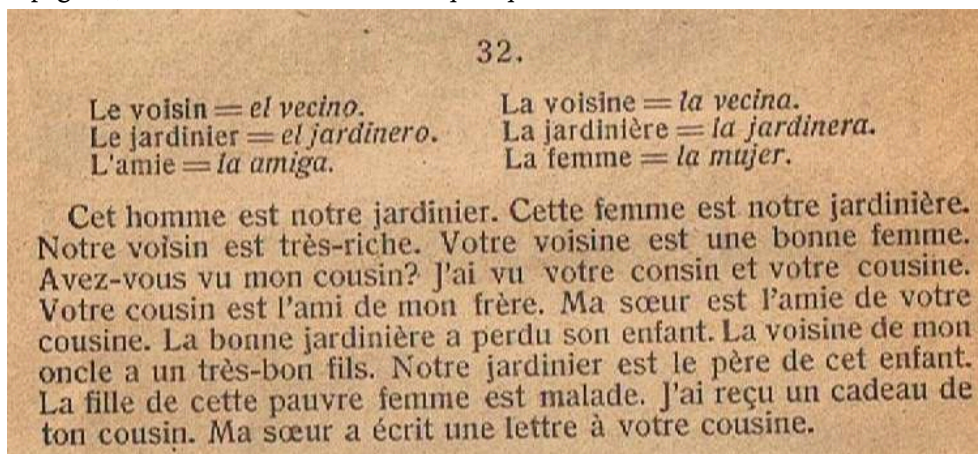 32.
Le voisin = el vecino. La voisine = la vecina.
Le jardinier = el jardinero. La jardinière = la jardinera.
L'amie = la amiga. La femme = la mujer.
Cet homme est notre jardinier. Cette femme est notre jardinière.
Notre voisin est très-riche. Votre voisine est une bonne femme.
Avez-vous vu mon cousin? J'ai vu votre consin et votre cousine.
Votre cousin est l'ami de mon frère. Ma sœur est l'amie de votre
cousine. La bonne jardinière a perdu son enfant. La voisine de mon
oncle a un très-bon fils. Notre jardinier est le père de cet enfant.
La fille de cette pauvre femme est malade. J'ai reçu un cadeau de
ton cousin. Ma sœur a écrit une lettre à votre cousine.